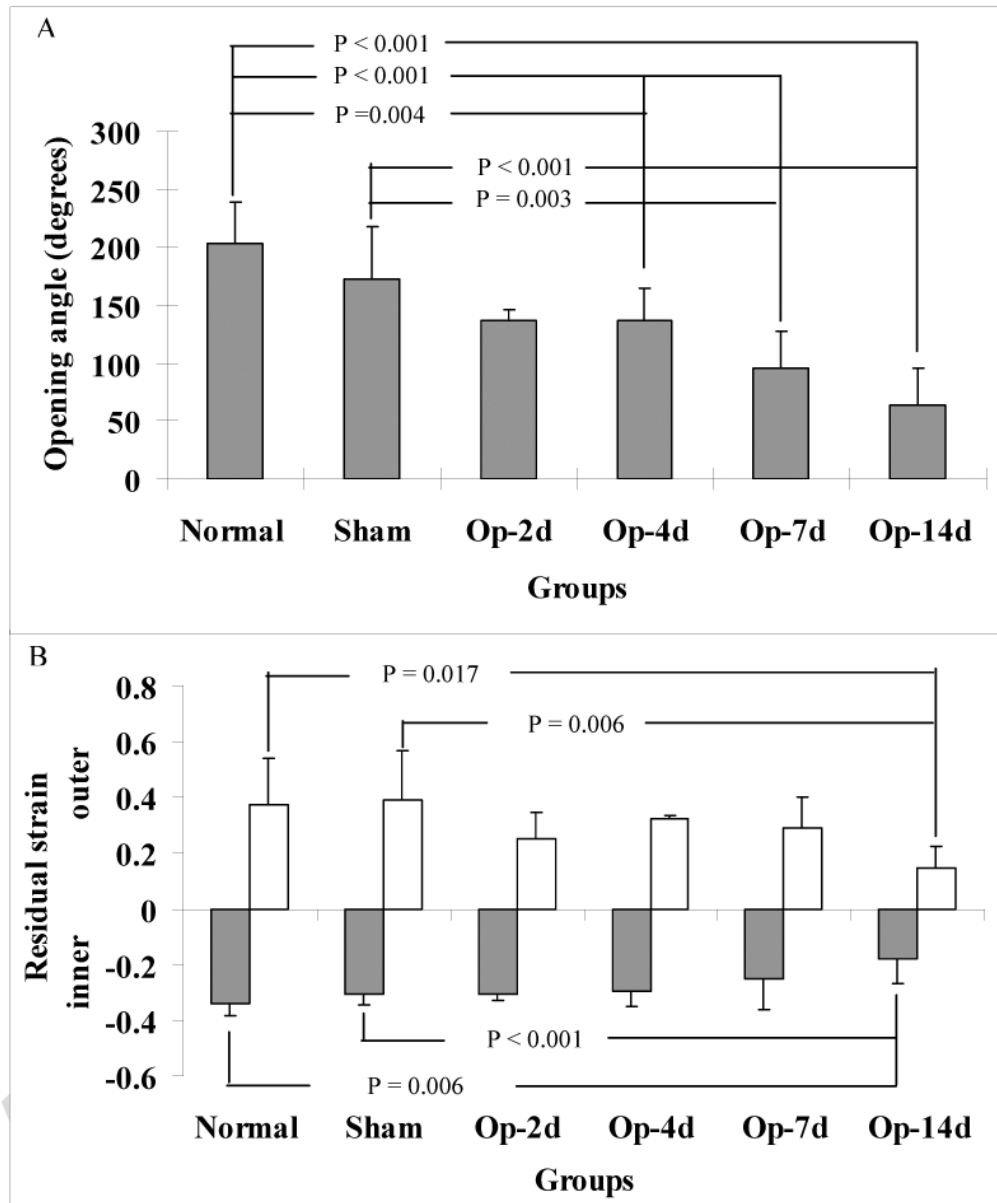 A
P < 0.001
P < 0.001
P =0.004
P < 0.001
P = 0.003
Opening angle (degrees)
300
250
200
150
100
50
0
Normal Sham Op-2d Op-4d Op-7d Op-14d
Groups
B
P = 0.017
P = 0.006
Residual strain
inner outer
0.8
0.6
0.4
0.2
0
-0.2
-0.4
-0.6
P < 0.001
P = 0.006
Normal Sham Op-2d Op-4d Op-7d Op-14d
Groups